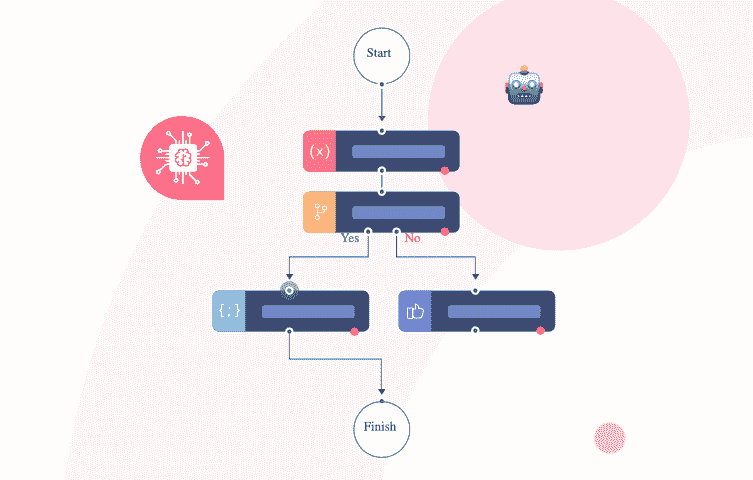 Start
(x)
Yes
No
{;}
Finish